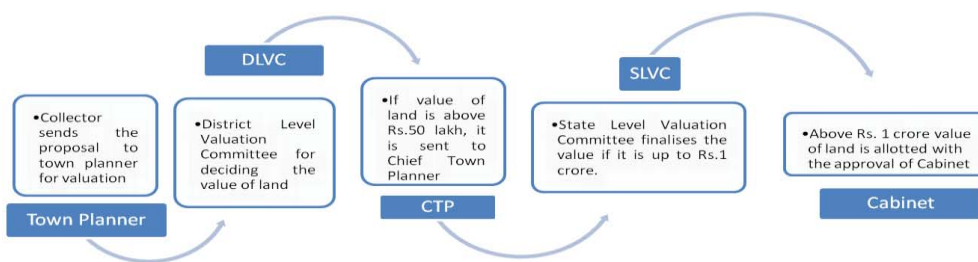 Town Planner
•Collector
sends the
proposal to
town planner
for valuation
DLVC
•District Level
Valuation
Committee for
deciding the
value of land
CTP
•If value of
land is above
Rs.50 lakh, it
is sent to
Chief Town
Planner
SLVC
•State Level Valuation
Committee finalises the
value if it is up to Rs.1
crore.
Cabinet
•Above Rs. 1 crore value
of land is allotted with
the approval of Cabinet